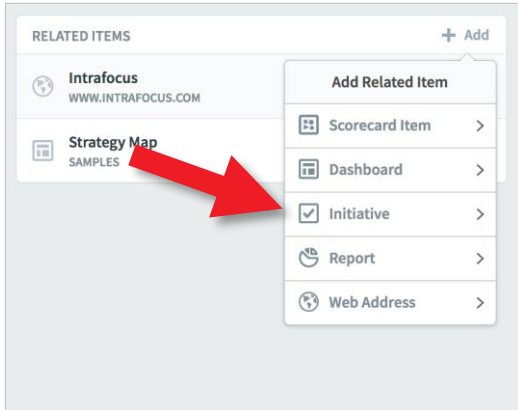 RELATED ITEMS
+ Add
Intrafocus
WWW.INTRAFOCUS.COM
Strategy Map
SAMPLES
Add Related Item
Scorecard Item
Dashboard
Initiative
Report
Web Address